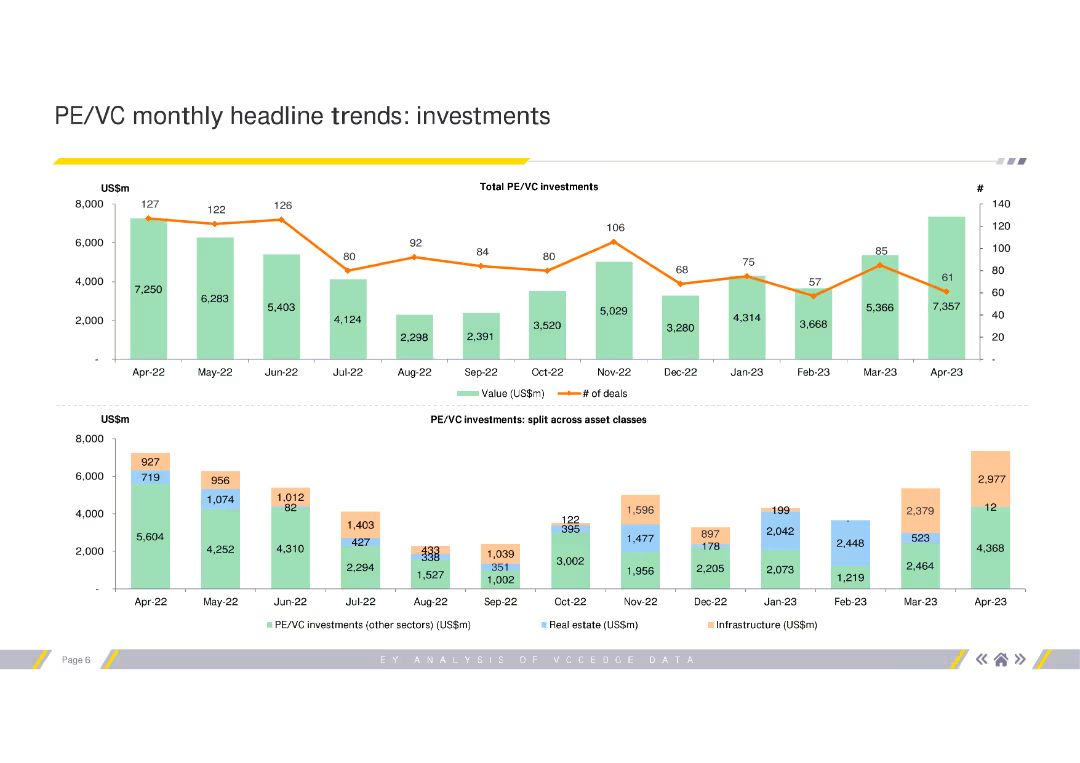 PE/VC monthly headline trends: investments
US$m Total PE/VC investments #
8,000 127 122 126 80 92 84 80 106 68 75 57 85 61 140
120
6,000 100
80
4,000 60
2,000 40
20
- -
7,250 6,283 5,403 4,124 2,298 2,391 3,520 5,029 3,280 4,314 3,668 5,366 7,357
Apr-22 May-22 Jun-22 Jul-22 Aug-22 Sep-22 Oct-22 Nov-22 Dec-22 Jan-23 Feb-23 Mar-23 Apr-23
Value (US$m) # of deals
US$m PE/VC investments: split across asset classes
8,000
6,000
4,000
2,000
-
927 956 1,012 1,403 433 1,039 122 1,596 897 199 - 2,379 2,977
719 1,074 82 427 338 351 395 1,477 178 2,042 2,448 523 12
5,604 4,252 4,310 2,294 1,527 1,002 3,002 1,956 2,205 2,073 1,219 2,464 4,368
Apr-22 May-22 Jun-22 Jul-22 Aug-22 Sep-22 Oct-22 Nov-22 Dec-22 Jan-23 Feb-23 Mar-23 Apr-23
PE/VC investments (other sectors) (US$m) Real estate (US$m) Infrastructure (US$m)
Page 6 EY ANALYSIS OF VCCEDGE DATA